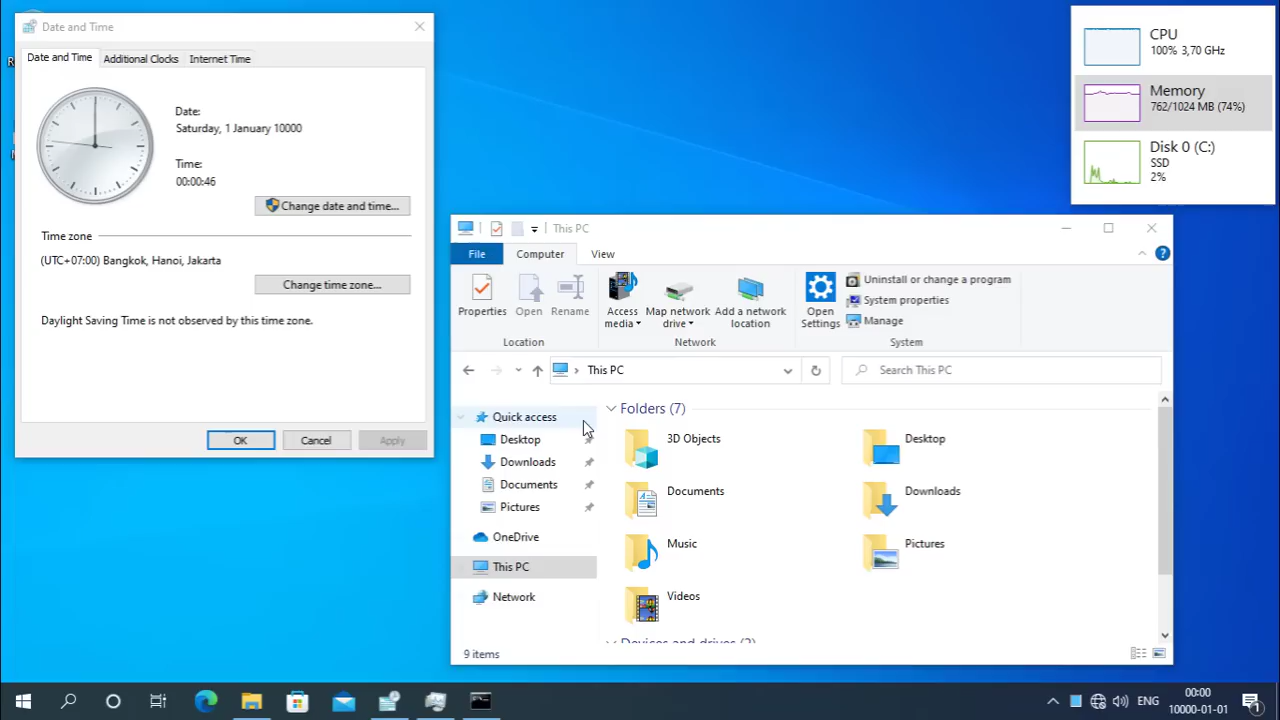 Date and Time
Date and Time
Additional Clocks
Internet Time
Date:
Saturday, 1 January 10000
Time:
00:00:46
Change date and time...
Time zone
(UTC+07:00) Bangkok, Hanoi, Jakarta
Change time zone...
Daylight Saving Time is not observed by this time zone.
OK
Cancel
Apply
CPU
100% 3,70 GHz
Memory
762/1024 MB (74%)
Disk 0 (C:)
SSD
2%
This PC
File
Computer
View
Properties
Open
Rename
Location
Access media
Map network drive
Add a network location
Network
Open Settings
Uninstall or change a program
System properties
Manage
System
This PC
Search This PC
Quick access
Desktop
Downloads
Documents
Pictures
OneDrive
This PC
Network
Folders (7)
3D Objects
Desktop
Documents
Downloads
Music
Pictures
Videos
Devices and drives (2)
9 items
ENG
00:00
10000-01-01
1